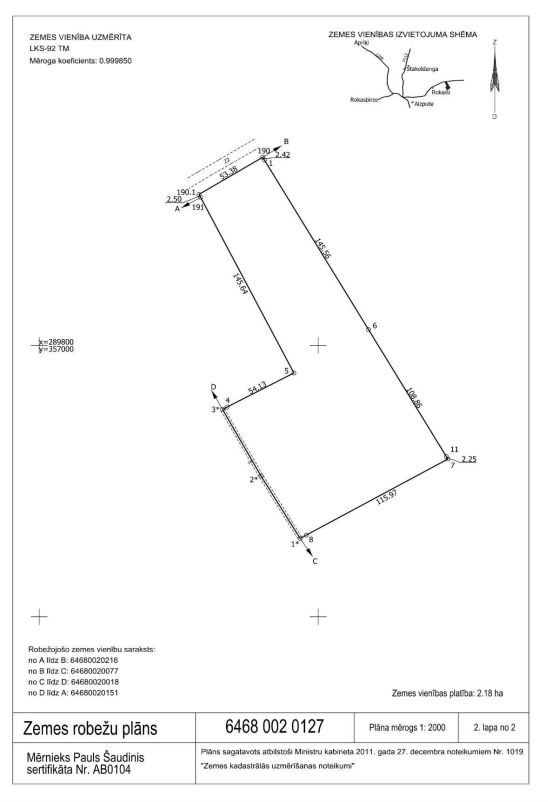 ZEMES VIENĪBA UZMĒRĪTA
LKS-92 TM
Mēroga koeficients: 0.999850
ZEMES VIENĪBAS IZVIETOJUMA SHĒMA
Apriķi
Štakeldanga
Rokaiši
Rokasbirze
Aizpute
Z
D
B
190
2.42
1
22
53.38
190.1
2.50
191
A
145.56
145.64
6
x=289800
y=357000
5
D
54.13
4
3*
108.86
11
2.25
7
2*
115.97
8
1*
C
Robežojošo zemes vienību saraksts:
no A līdz B: 64680020216
no B līdz C: 64680020077
no C līdz D: 64680020018
no D līdz A: 64680020151
Zemes vienības platība: 2.18 ha
Zemes robežu plāns
6468 002 0127
Plāna mērogs 1: 2000
2. lapa no 2
Mērnieks Pauls Šaudinis
sertifikāta Nr. AB0104
Plāns sagatavots atbilstoši Ministru kabineta 2011. gada 27. decembra noteikumiem Nr. 1019
"Zemes kadastrālās uzmērīšanas noteikumi"